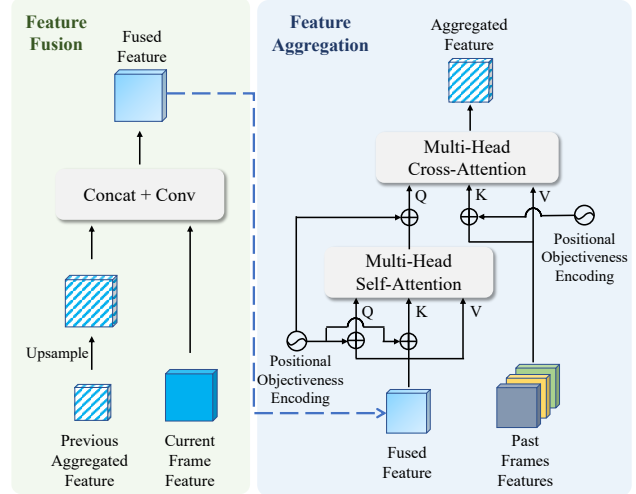 Feature
Fusion
Fused
Feature
Concat + Conv
Upsample
Previous
Aggregated
Feature
Current
Frame
Feature
Feature
Aggregation
Aggregated
Feature
Multi-Head
Cross-Attention
Q
K
V
Positional
Objectiveness
Encoding
Multi-Head
Self-Attention
Q
K
V
Positional
Objectiveness
Encoding
Fused
Feature
Past
Frames
Features